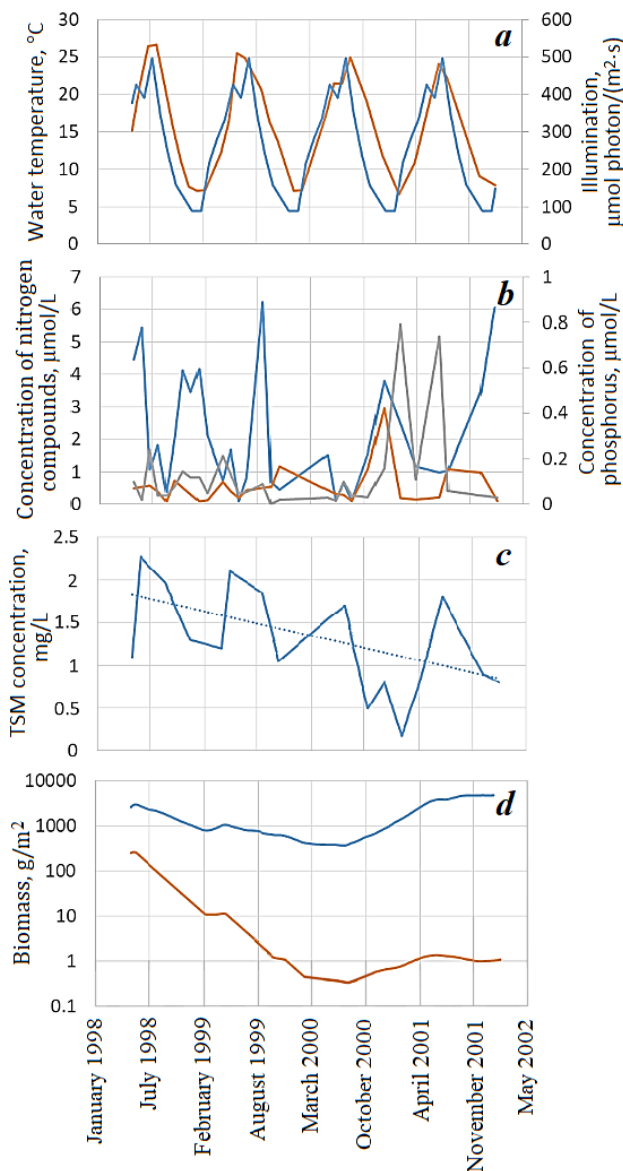 30
25
20
15
10
5
0
Water temperature, °C
a
600
500
400
300
200
100
0
Illumination,
µmol photon/(m²·s)
7
6
5
4
3
2
1
0
Concentration of nitrogen
compounds, µmol/L
b
1
0.8
0.6
0.4
0.2
0
Concentration of
phosphorus, µmol/L
2.5
2
1.5
1
0.5
0
TSM concentration,
mg/L
c
10000
1000
100
10
1
0.1
Biomass, g/m²
d
January 1998
July 1998
February 1999
August 1999
March 2000
October 2000
April 2001
November 2001
May 2002